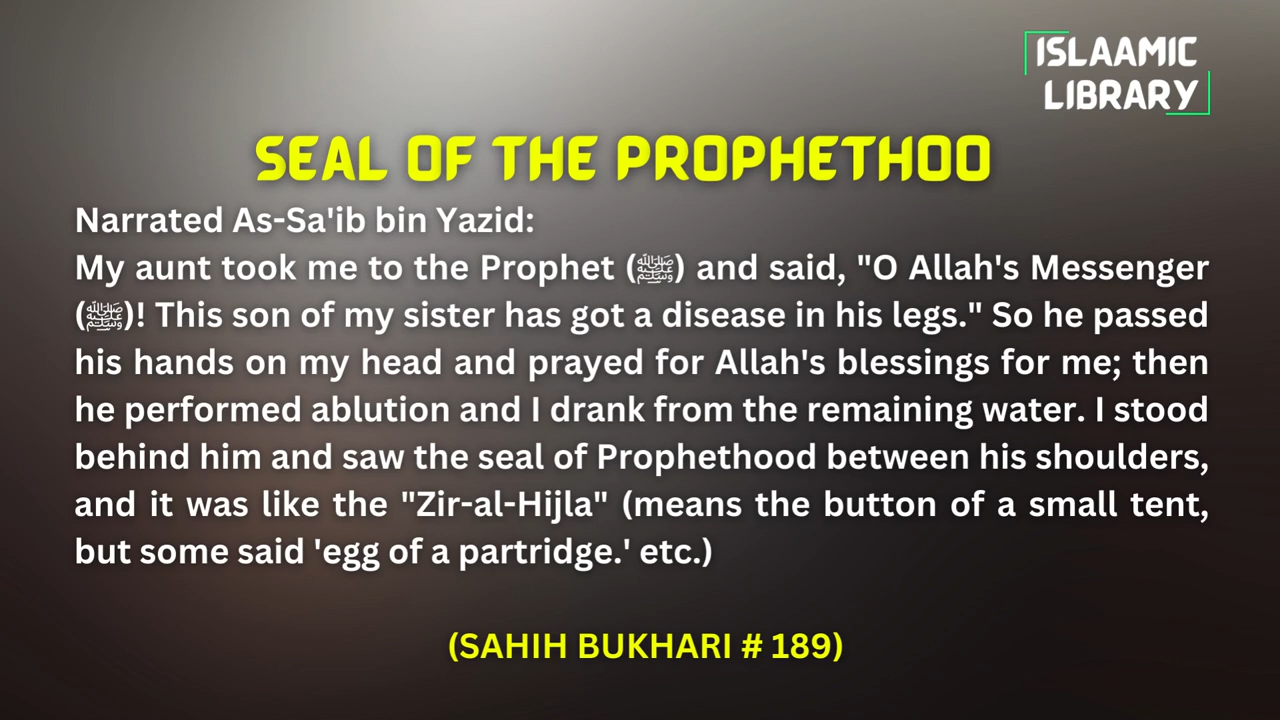 ISLAAMIC
LIBRARY
SEAL OF THE PROPHETHOO
Narrated As-Sa'ib bin Yazid:
My aunt took me to the Prophet (ﷺ) and said, "O Allah's Messenger
(ﷺ)! This son of my sister has got a disease in his legs." So he passed
his hands on my head and prayed for Allah's blessings for me; then
he performed ablution and I drank from the remaining water. I stood
behind him and saw the seal of Prophethood between his shoulders,
and it was like the "Zir-al-Hijla" (means the button of a small tent,
but some said 'egg of a partridge.' etc.)
(SAHIH BUKHARI # 189)